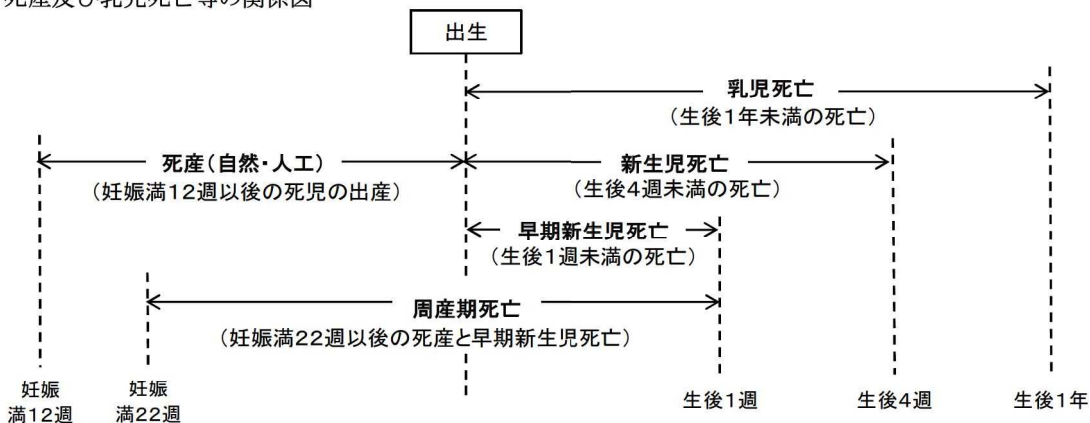 死産及び乳児死亡等の関係図
出生
乳児死亡
(生後1年未満の死亡)
死産(自然・人工)
(妊娠満12週以後の死児の出産)
新生児死亡
(生後4週未満の死亡)
早期新生児死亡
(生後1週未満の死亡)
周産期死亡
(妊娠満22週以後の死産と早期新生児死亡)
妊娠
満12週
妊娠
満22週
生後1週
生後4週
生後1年